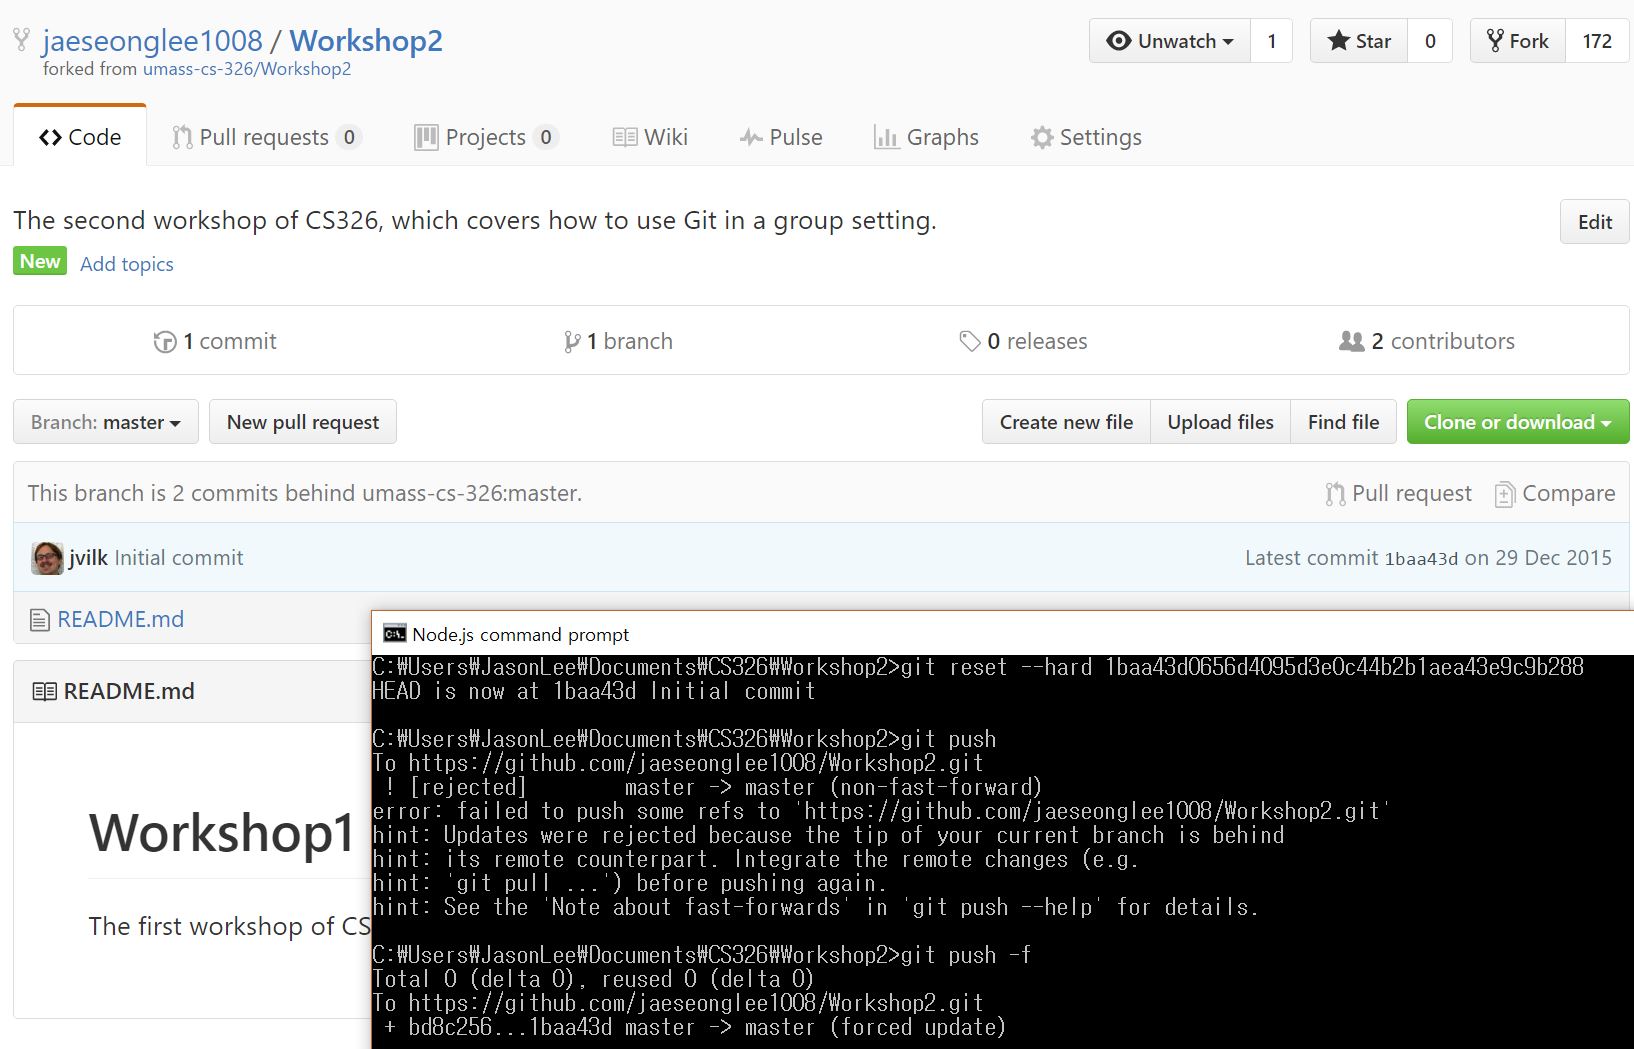 jaeseonglee1008 / Workshop2
forked from umass-cs-326/Workshop2
Unwatch 1 Star 0 Fork 172
Code Pull requests 0 Projects 0 Wiki Pulse Graphs Settings
The second workshop of CS326, which covers how to use Git in a group setting.
Edit
New Add topics
1 commit 1 branch 0 releases 2 contributors
Branch: master New pull request Create new file Upload files Find file Clone or download
This branch is 2 commits behind umass-cs-326:master. Pull request Compare
jvilk Initial commit Latest commit 1baa43d on 29 Dec 2015
README.md
README.md
Workshop1
The first workshop of CS
C:\_ Node.js command prompt
C:₩Users₩JasonLee₩Documents₩CS326₩Workshop2>git reset --hard 1baa43d0656d4095d3e0c44b2b1aea43e9c9b288
HEAD is now at 1baa43d Initial commit
C:₩Users₩JasonLee₩Documents₩CS326₩Workshop2>git push
To https://github.com/jaeseonglee1008/Workshop2.git
! [rejected] master -> master (non-fast-forward)
error: failed to push some refs to 'https://github.com/jaeseonglee1008/Workshop2.git'
hint: Updates were rejected because the tip of your current branch is behind
hint: its remote counterpart. Integrate the remote changes (e.g.
hint: 'git pull ...') before pushing again.
hint: See the 'Note about fast-forwards' in 'git push --help' for details.
C:₩Users₩JasonLee₩Documents₩CS326₩Workshop2>git push -f
Total 0 (delta 0), reused 0 (delta 0)
To https://github.com/jaeseonglee1008/Workshop2.git
+ bd8c256...1baa43d master -> master (forced update)